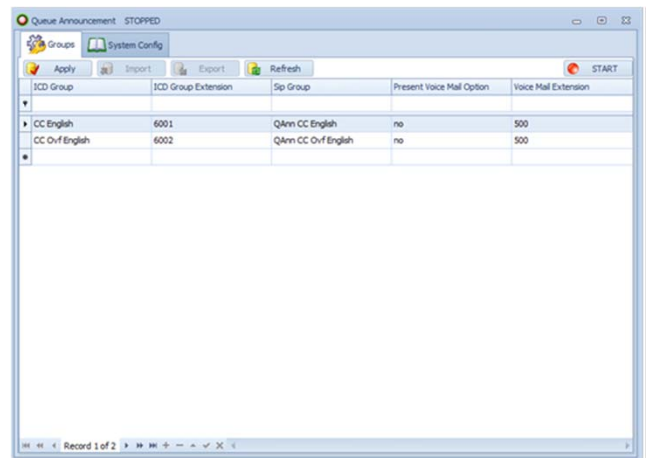 Queue Announcement STOPPED
Groups System Config
Apply Import Export Refresh START
ICD Group ICD Group Extension Sip Group Present Voice Mail Option Voice Mail Extension
CC English 6001 QAnn CC English no 500
CC Ovf English 6002 QAnn CC Ovf English no 500
Record 1 of 2